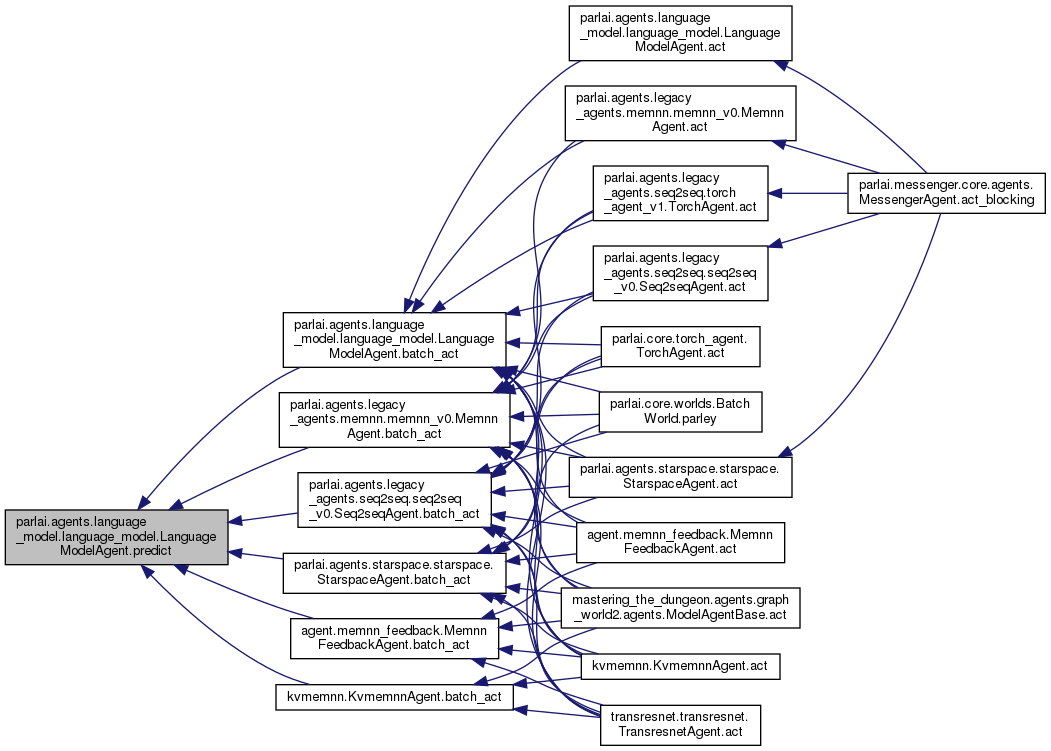 parlai.agents.language
_model.language_model.Language
ModelAgent.act
parlai.agents.legacy
_agents.memnn.memnn_v0.Memnn
Agent.act
parlai.agents.legacy
_agents.seq2seq.torch
_agent_v1.TorchAgent.act
parlai.messenger.core.agents.
MessengerAgent.act_blocking
parlai.agents.legacy
_agents.seq2seq.seq2seq
_v0.Seq2seqAgent.act
parlai.agents.language
_model.language_model.Language
ModelAgent.batch_act
parlai.core.torch_agent.
TorchAgent.act
parlai.agents.legacy
_agents.memnn.memnn_v0.Memnn
Agent.batch_act
parlai.core.worlds.Batch
World.parley
parlai.agents.starspace.starspace.
StarspaceAgent.act
parlai.agents.legacy
_agents.seq2seq.seq2seq
_v0.Seq2seqAgent.batch_act
parlai.agents.language
_model.language_model.Language
ModelAgent.predict
agent.memnn_feedback.Memnn
FeedbackAgent.act
parlai.agents.starspace.starspace.
StarspaceAgent.batch_act
mastering_the_dungeon.agents.graph
_world2.agents.ModelAgentBase.act
agent.memnn_feedback.Memnn
FeedbackAgent.batch_act
kvmemnn.KvmemnnAgent.act
kvmemnn.KvmemnnAgent.batch_act
transresnet.transresnet.
TransresnetAgent.act